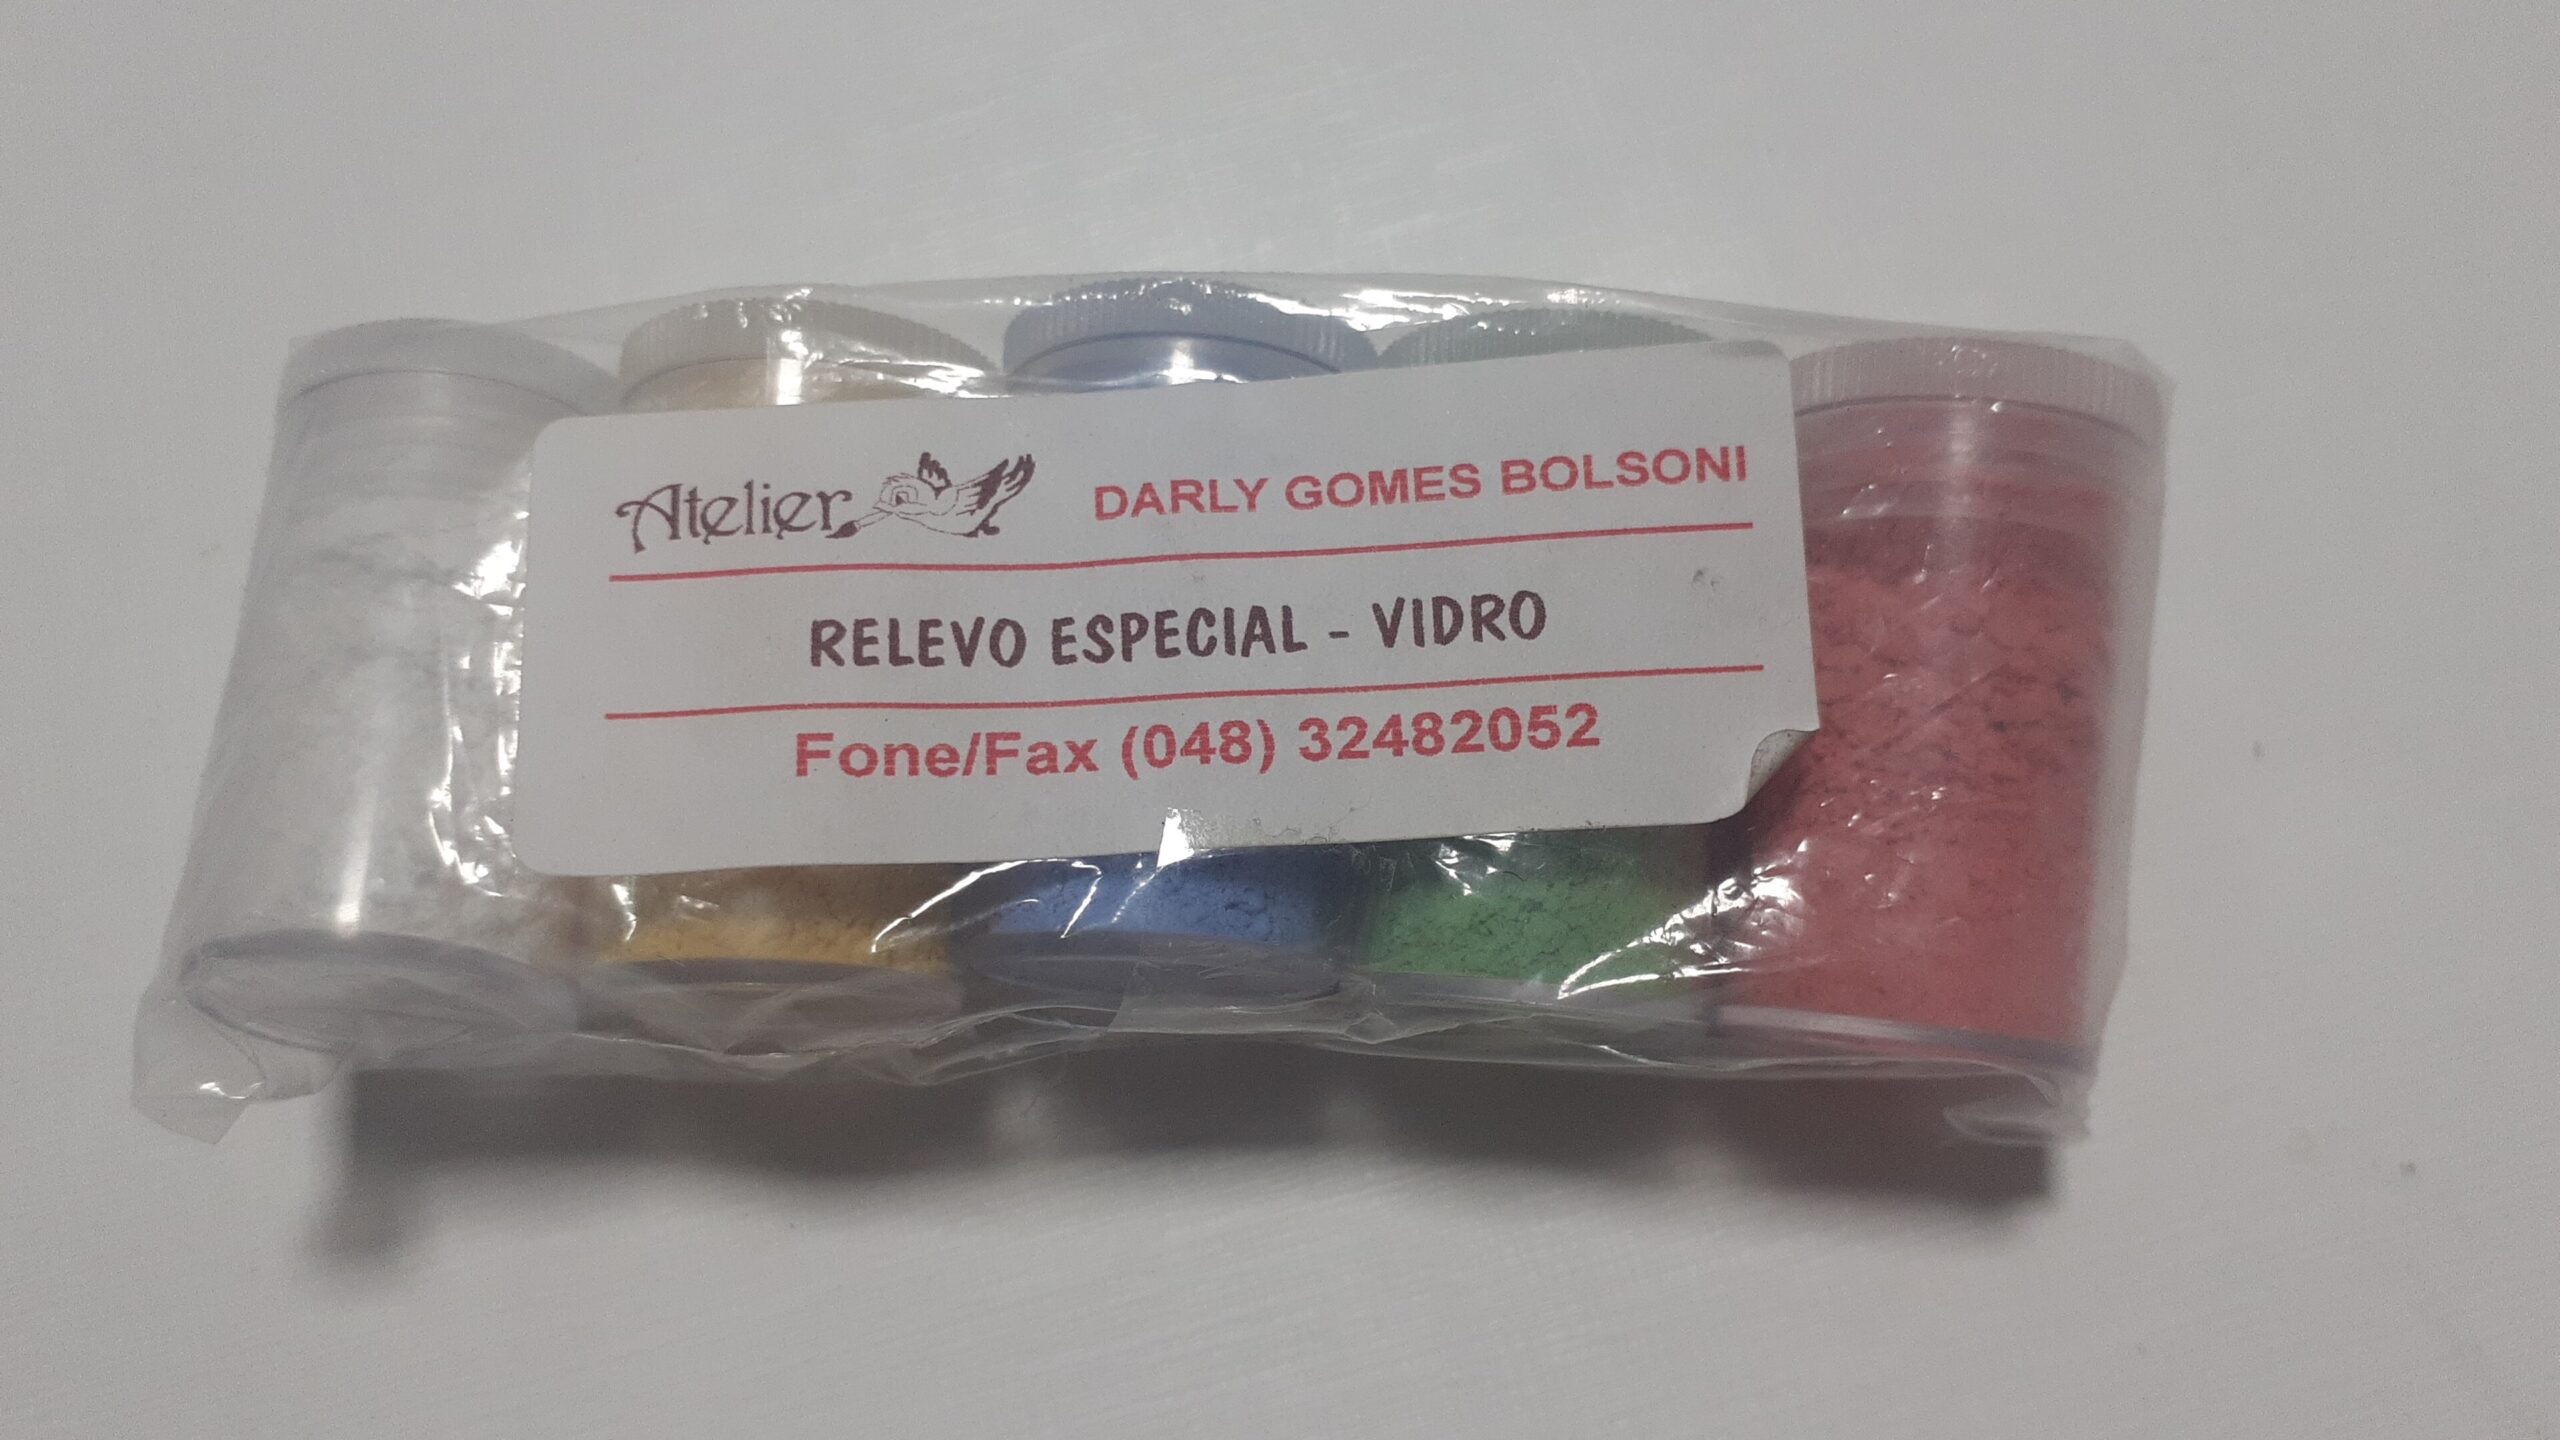 Atelier DARLY GOMES BOLSONI
RELEVO ESPECIAL - VIDRO
Fone/Fax (048) 32482052